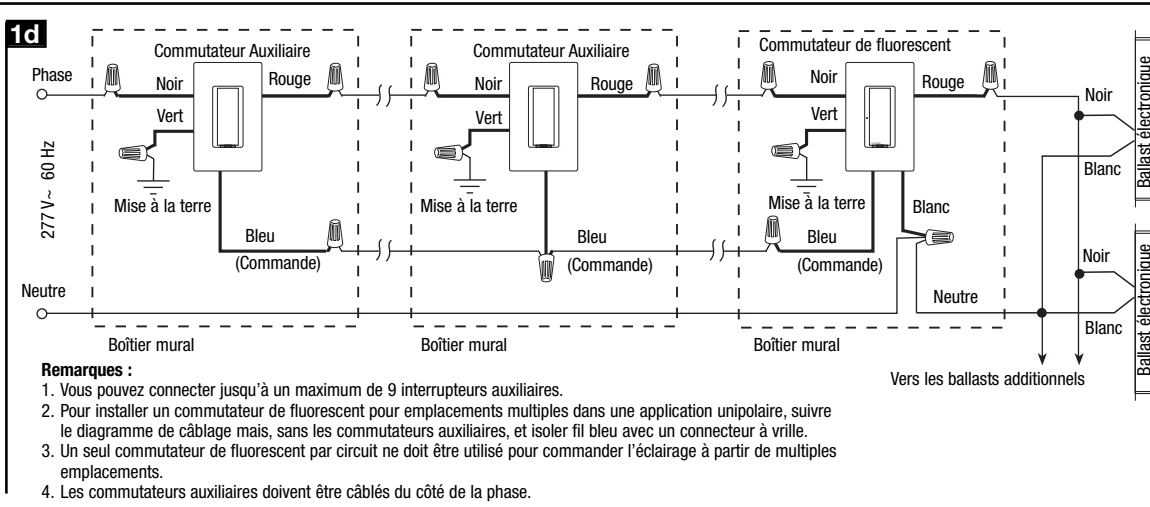 1d
Commutateur Auxiliaire
Commutateur Auxiliaire
Commutateur de fluorescent
Phase
Noir
Rouge
Noir
Rouge
Noir
Rouge
Noir
Vert
Vert
Vert
Ballast électronique
277 V~ 60 Hz
Blanc
Mise à la terre
Mise à la terre
Mise à la terre
Blanc
Bleu
(Commande)
Bleu
(Commande)
Bleu
(Commande)
Noir
Ballast électronique
Neutre
Neutre
Blanc
Boîtier mural
Boîtier mural
Boîtier mural
Vers les ballasts additionnels
Remarques :
1. Vous pouvez connecter jusqu'à un maximum de 9 interrupteurs auxiliaires.
2. Pour installer un commutateur de fluorescent pour emplacements multiples dans une application unipolaire, suivre
le diagramme de câblage mais, sans les commutateurs auxiliaires, et isoler fil bleu avec un connecteur à vrille.
3. Un seul commutateur de fluorescent par circuit ne doit être utilisé pour commander l'éclairage à partir de multiples
emplacements.
4. Les commutateurs auxiliaires doivent être câblés du côté de la phase.